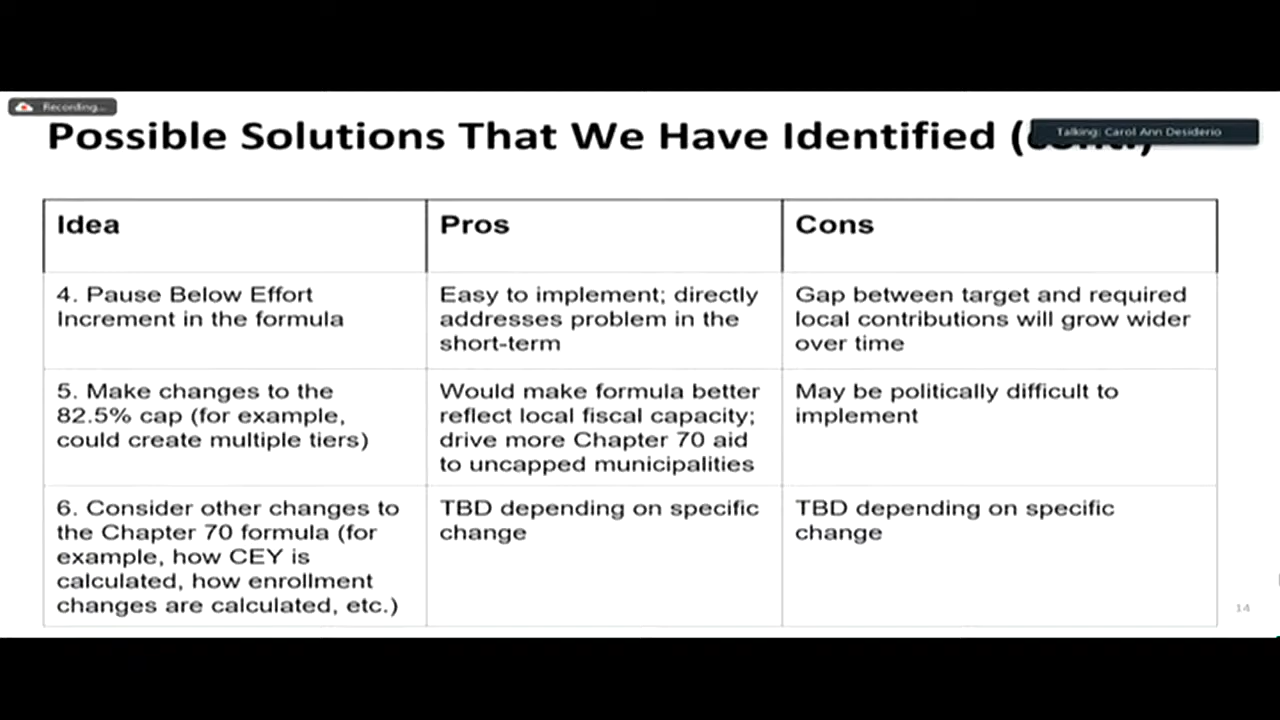 Recording...
Talking: Carol Ann Desiderio
Possible Solutions That We Have Identified (
Idea
Pros
Cons
4. Pause Below Effort
Increment in the formula
Easy to implement; directly
addresses problem in the
short-term
Gap between target and required
local contributions will grow wider
over time
5. Make changes to the
82.5% cap (for example,
could create multiple tiers)
Would make formula better
reflect local fiscal capacity;
drive more Chapter 70 aid
to uncapped municipalities
May be politically difficult to
implement
6. Consider other changes to
the Chapter 70 formula (for
example, how CEY is
calculated, how enrollment
changes are calculated, etc.)
TBD depending on specific
change
TBD depending on specific
change
14